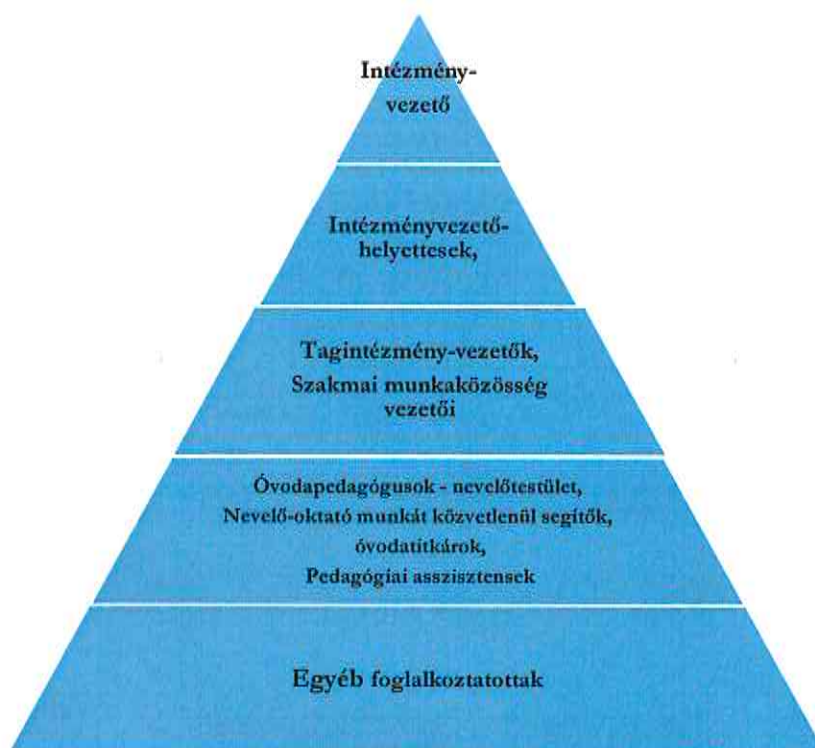 Intézmény-
vezető
Intézményvezető-
helyettesek,
Tagintézmény-vezetők,
Szakmai munkaközösség
vezetői
Óvodapedagógusok - nevelőtestület,
Nevelő-oktató munkát közvetlenül segítők,
óvodatitkárok,
Pedagógiai asszisztensek
Egyéb foglalkoztatottak